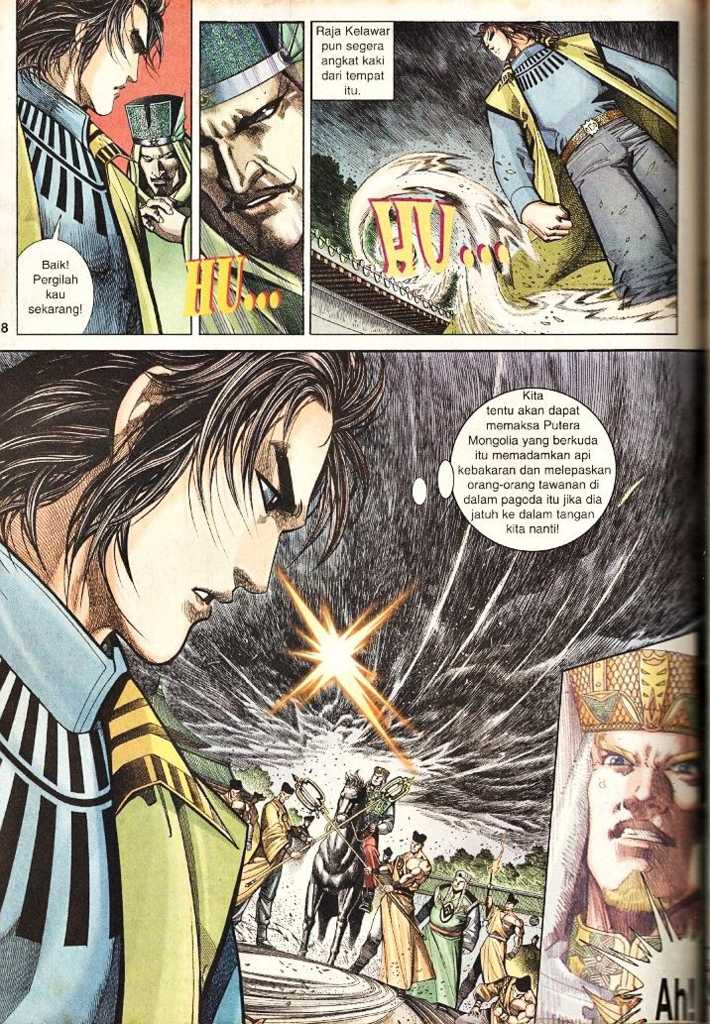 Raja Kelawar
pun segera
angkat kaki
dari tempat
itu.
Baik!
Pergilah
kau
sekarang!
HU...
HU...
8
Kita
tentu akan dapat
memaksa Putera
Mongolia yang berkuda
itu memadamkan api
kebakaran dan melepaskan
orang-orang tawanan di
dalam pagoda itu jika dia
jatuh ke dalam tangan
kita nanti!
Ah!